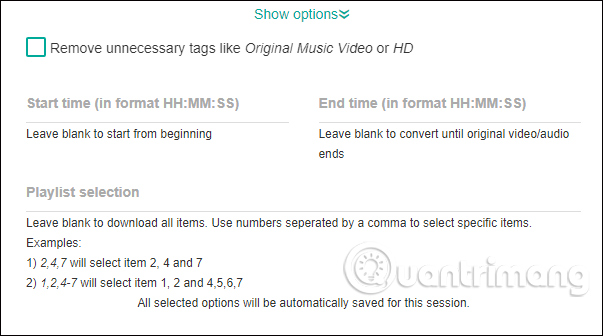 Show options
Remove unnecessary tags like Original Music Video or HD
Start time (in format HH:MM:SS)
End time (in format HH:MM:SS)
Leave blank to start from beginning
Leave blank to convert until original video/audio
ends
Playlist selection
Leave blank to download all items. Use numbers seperated by a comma to select specific items.
Examples:
1) 2,4,7 will select item 2, 4 and 7
2) 1,2,4-7 will select item 1, 2 and 4,5,6,7
Quantrimang
All selected options will be automatically saved for this session.